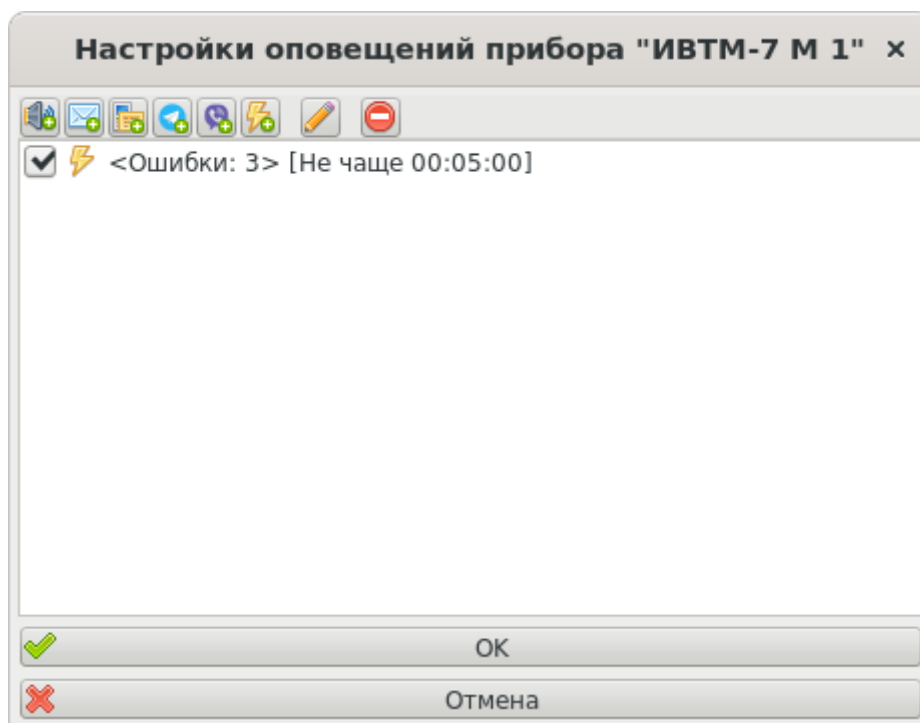 Настройки оповещений прибора "ИВТМ-7 М 1"
<Ошибки: 3> [Не чаще 00:05:00]
OK
Отмена